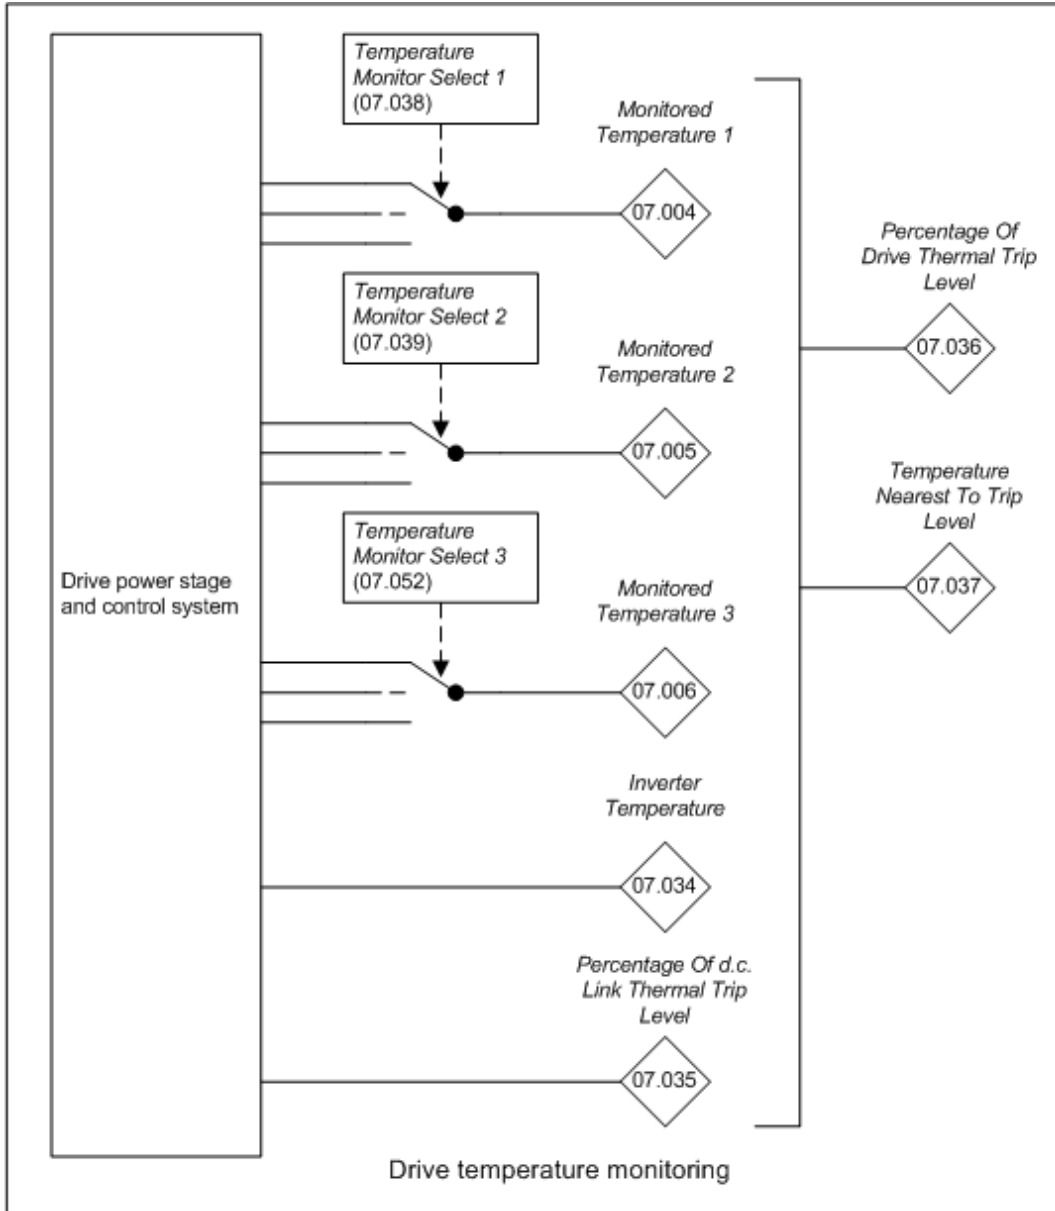 Temperature
Monitor Select 1
(07.038)
Monitored
Temperature 1
07.004
Percentage Of
Drive Thermal Trip
Level
07.036
Temperature
Monitor Select 2
(07.039)
Monitored
Temperature 2
07.005
Temperature
Nearest To Trip
Level
07.037
Temperature
Monitor Select 3
(07.052)
Drive power stage
and control system
Monitored
Temperature 3
07.006
Inverter
Temperature
07.034
Percentage Of d.c.
Link Thermal Trip
Level
07.035
Drive temperature monitoring